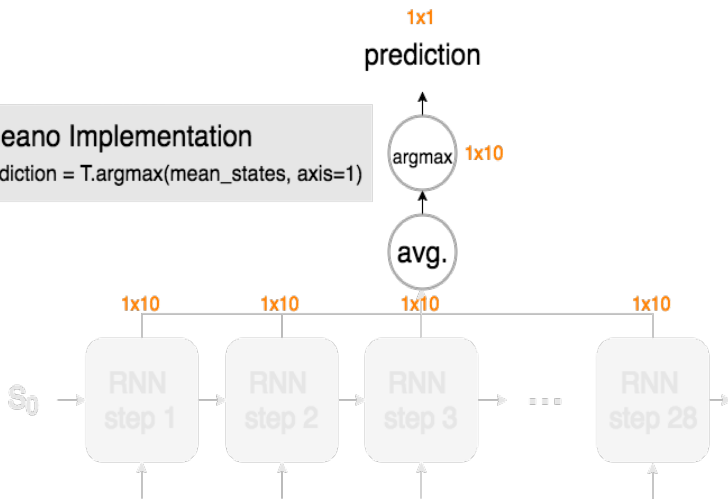 1x1
prediction
eano Implementation
argmax 1x10
diction = T.argmax(mean_states, axis=1)
avg.
1x10 1x10 1x10 1x10
RNN RNN RNN RNN
S0 step 1 step 2 step 3 ... step 28